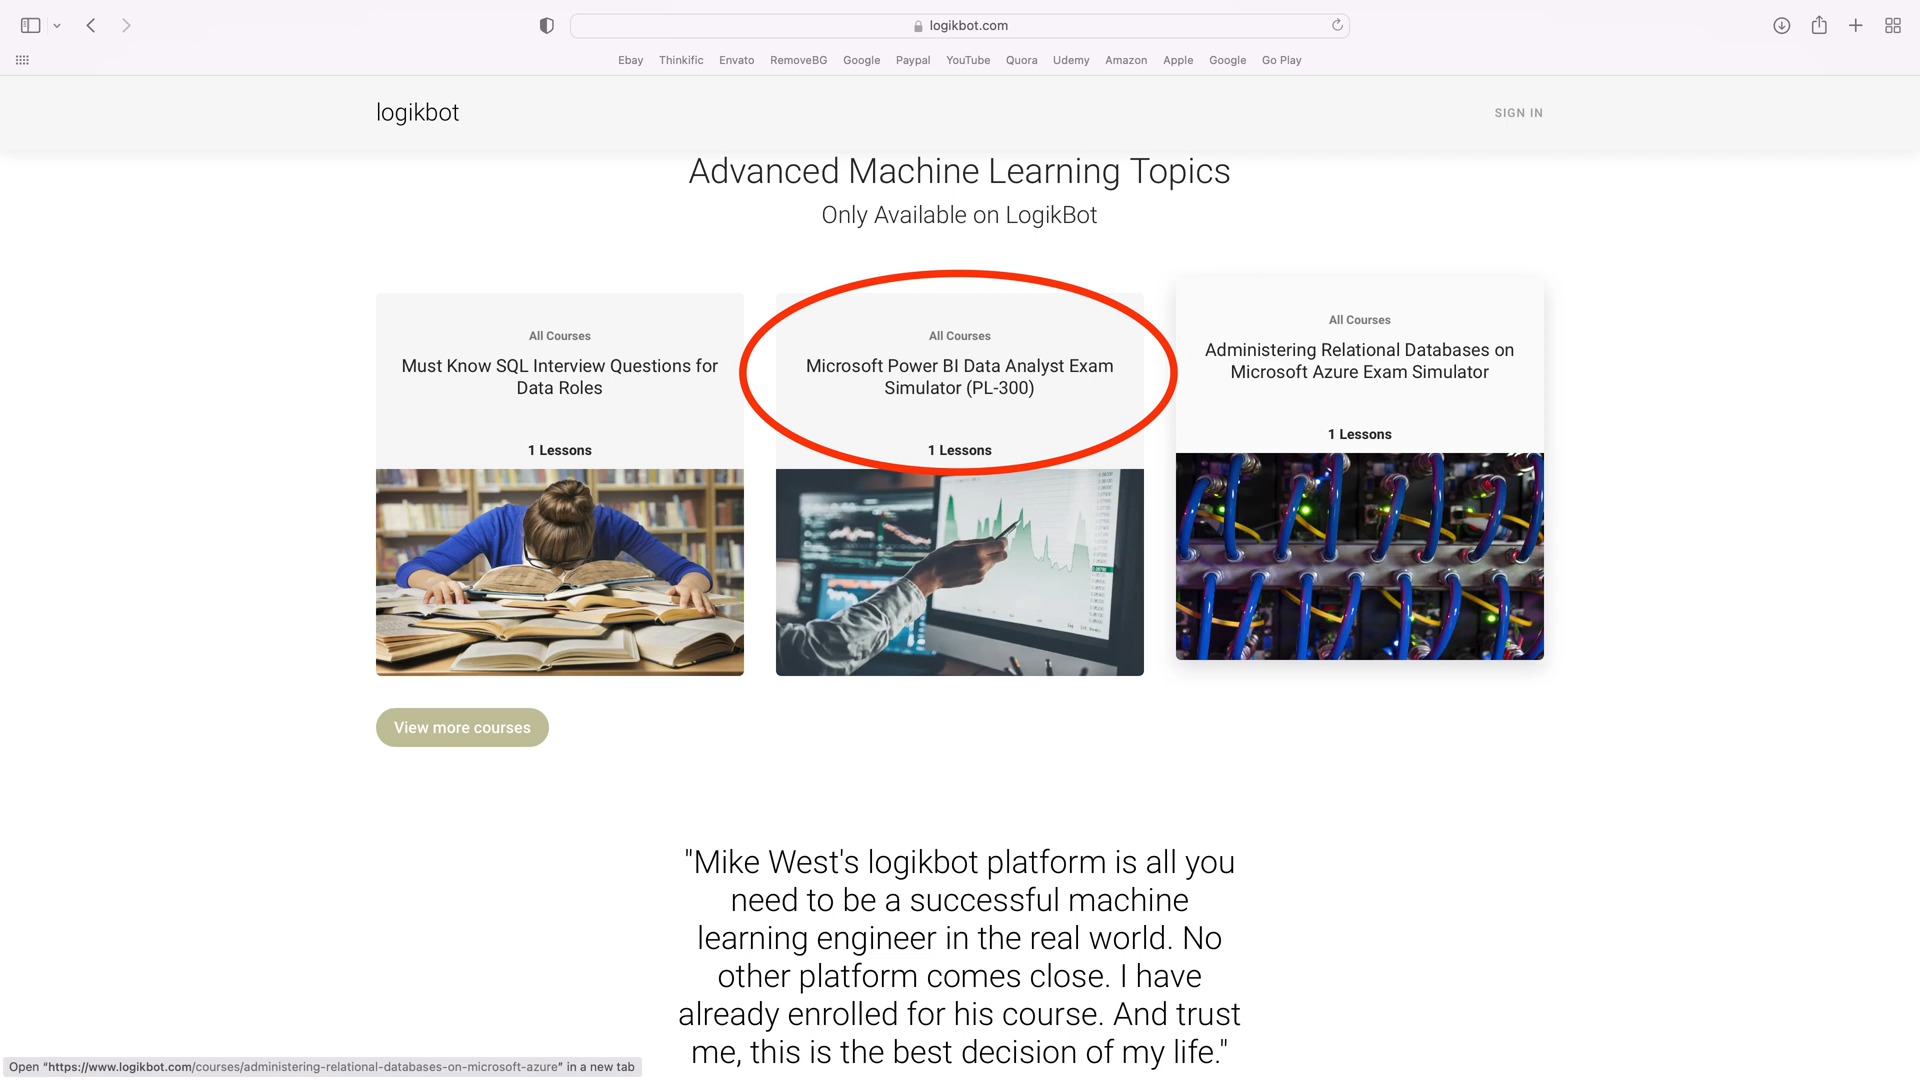 logikbot.com
Ebay Thinkific Envato RemoveBG Google Paypal YouTube Quora Udemy Amazon Apple Google Go Play
logikbot
SIGN IN
Advanced Machine Learning Topics
Only Available on LogikBot
All Courses
Must Know SQL Interview Questions for
Data Roles
1 Lessons
All Courses
Microsoft Power BI Data Analyst Exam
Simulator (PL-300)
1 Lessons
All Courses
Administering Relational Databases on
Microsoft Azure Exam Simulator
1 Lessons
View more courses
"Mike West's logikbot platform is all you
need to be a successful machine
learning engineer in the real world. No
other platform comes close. I have
already enrolled for his course. And trust
me, this is the best decision of my life."
Open "https://www.logikbot.com/courses/administering-relational-databases-on-microsoft-azure" in a new tab